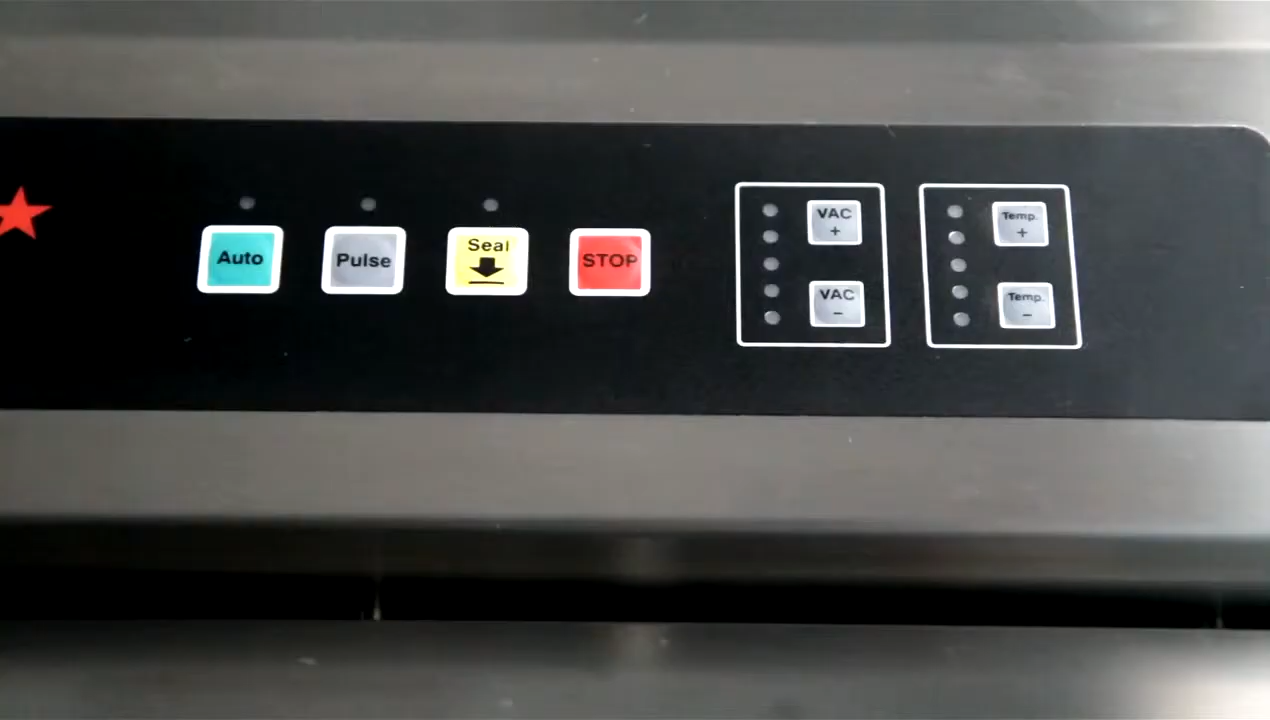 Auto
Pulse
Seal
STOP
VAC
+
VAC
−
Temp.
+
Temp.
−